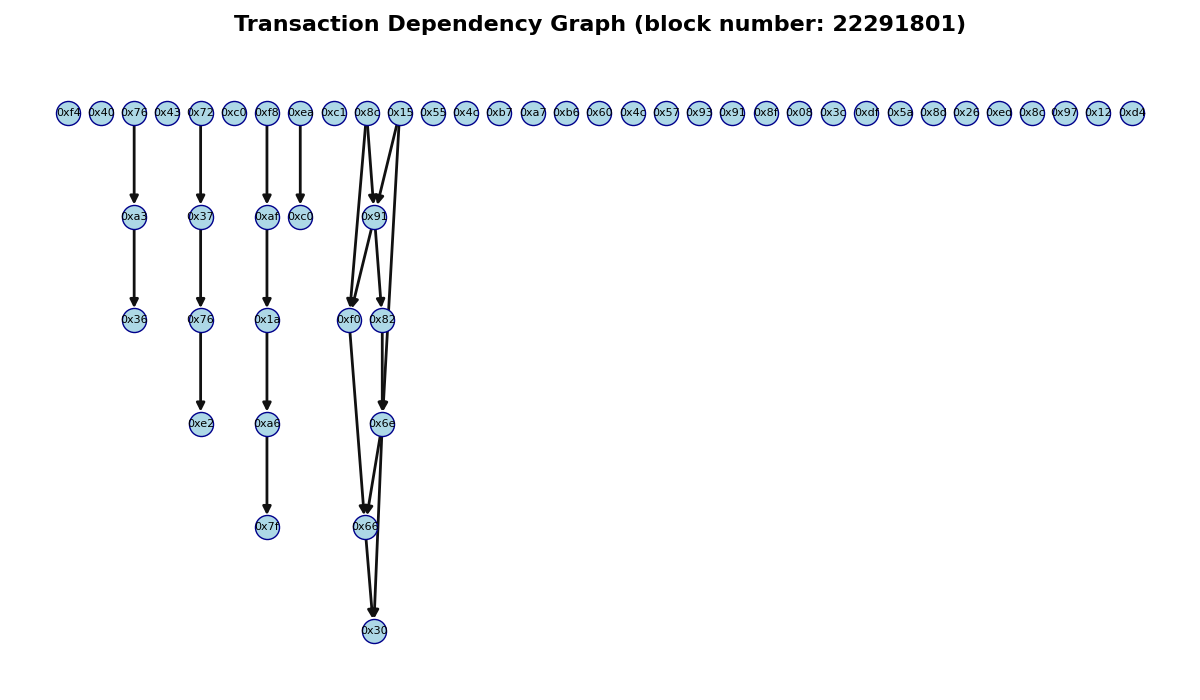 Transaction Dependency Graph (block number: 22291801)
0xf4 0x40 0x76 0x43 0x72 0xc0 0xf8 0xea 0xc1 0x8c 0x15 0x55 0x4c 0xb7 0xa7 0xb6 0x60 0x4c 0x57 0x93 0x91 0x8f 0x08 0x3c 0xdf 0x5a 0x8d 0x26 0xed 0x8c 0x97 0x12 0xd4
0xa3 0x37 0xaf 0xc0 0x91
0x36 0x76 0x1a 0xf0 0x82
0xe2 0xa6 0x6e
0x7f 0x66
0x30